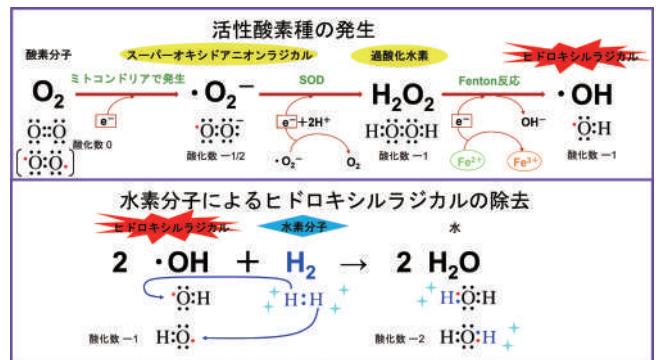 活性酸素種の発生
酸素分子
スーパーオキシドアニオンラジカル
過酸化水素
ヒドロキシルラジカル
ミトコンドリアで発生
SOD
Fenton反応
O₂
・O₂⁻
H₂O₂
・OH
e⁻
e⁻+2H⁺
e⁻
OH⁻
O::O
・O:O⁻
H:O:O:H
・O:H
酸化数 0
酸化数 −1/2
酸化数 −1
酸化数 −1
(・O:O・)
・O₂⁻
O₂
Fe²⁺
Fe³⁺
水素分子によるヒドロキシルラジカルの除去
ヒドロキシルラジカル
水素分子
水
2 ・OH + H₂ → 2 H₂O
・O:H
H:H
H:O:H
酸化数 −1
H:O・
酸化数 −2
H:O:H